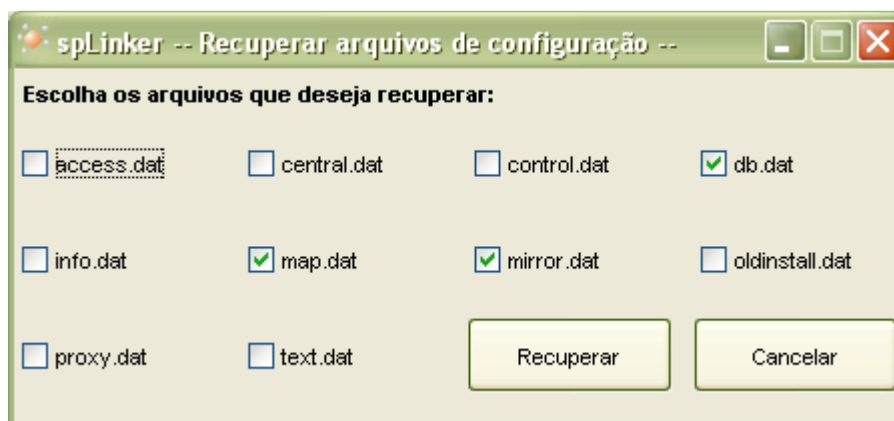 spLinker -- Recuperar arquivos de configuração --
Escolha os arquivos que deseja recuperar:
access.dat central.dat control.dat db.dat
info.dat map.dat mirror.dat oldinstall.dat
proxy.dat text.dat Recuperar Cancelar